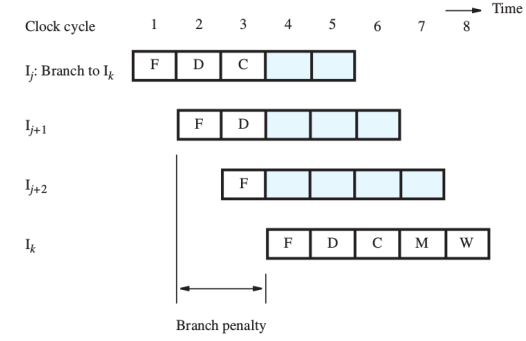 Time
Clock cycle 1 2 3 4 5 6 7 8
I_j: Branch to I_k F D C
I_{j+1} F D
I_{j+2} F
I_k F D C M W
Branch penalty